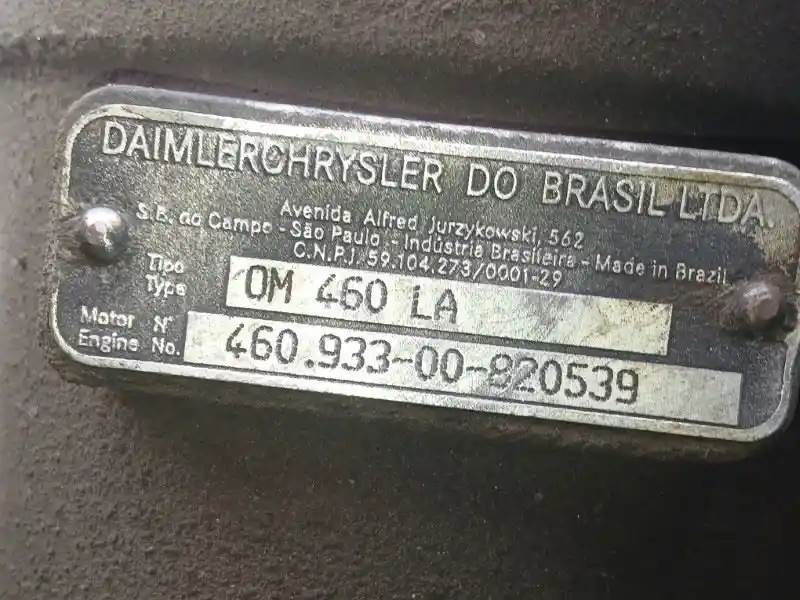 DAIMLERCHRYSLER DO BRASIL LTDA.
Avenida Alfred Jurzykowski, 562
S.B. do Campo - São Paulo - Indústria Brasileira - Made in Brazil
C.N.P.J. 59.104.273/0001-29
Tipo
Type
OM 460 LA
Motor Nº
Engine No.
460.933-00-820539